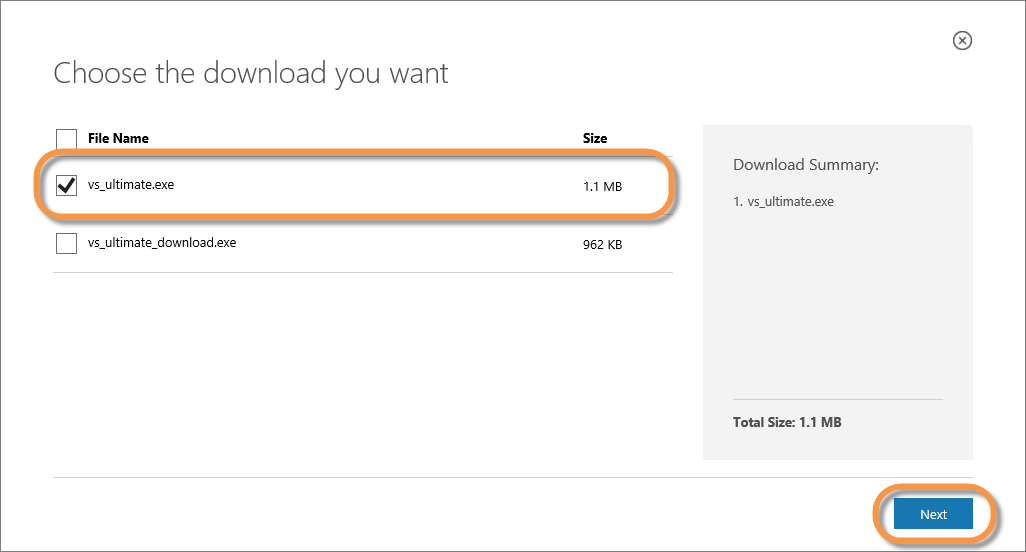 Choose the download you want
File Name Size
vs_ultimate.exe 1.1 MB
vs_ultimate_download.exe 962 KB
Download Summary:
1. vs_ultimate.exe
Total Size: 1.1 MB
Next